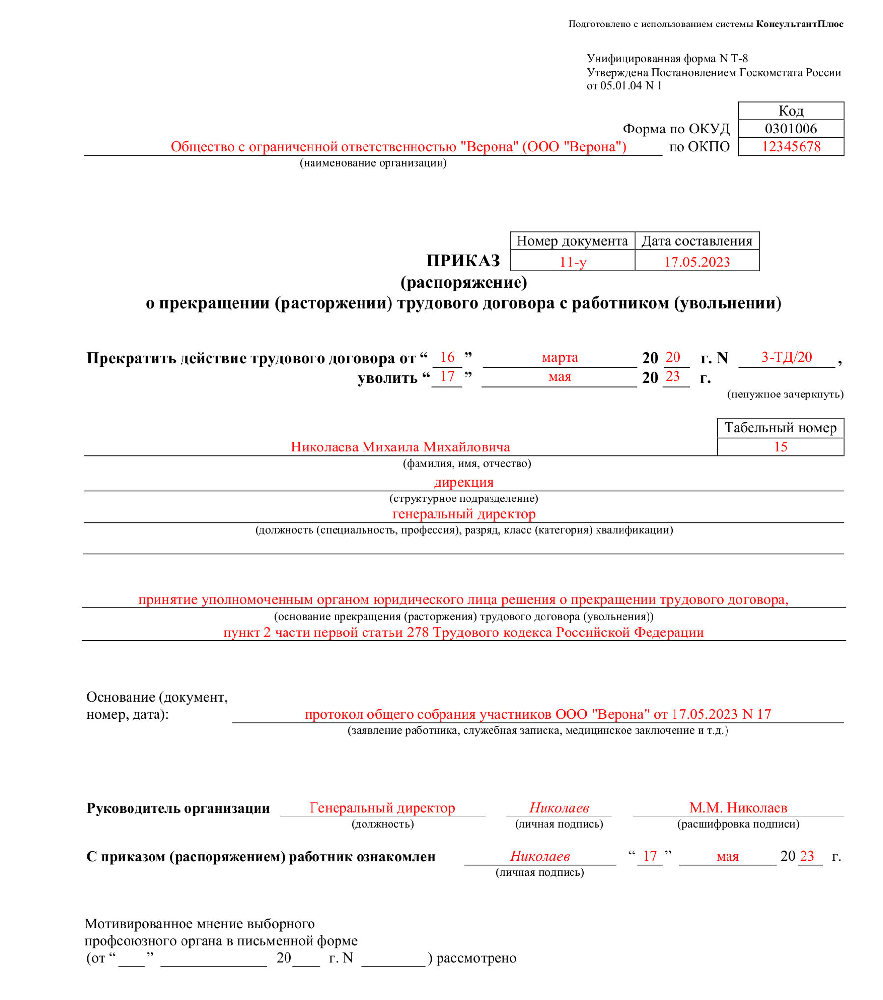 Подготовлено с использованием системы КонсультантПлюс
Унифицированная форма N Т-8
Утверждена Постановлением Госкомстата России
от 05.01.04 N 1
Код
Форма по ОКУД 0301006
Общество с ограниченной ответственностью "Верона" (ООО "Верона") по ОКПО 12345678
(наименование организации)
Номер документа Дата составления
ПРИКАЗ 11-у 17.05.2023
(распоряжение)
о прекращении (расторжении) трудового договора с работником (увольнении)
Прекратить действие трудового договора от “ 16 ” марта 20 20 г. N 3-ТД/20 ,
уволить “ 17 ” мая 20 23 г.
(ненужное зачеркнуть)
Табельный номер
Николаева Михаила Михайловича 15
(фамилия, имя, отчество)
дирекция
(структурное подразделение)
генеральный директор
(должность (специальность, профессия), разряд, класс (категория) квалификации)
принятие уполномоченным органом юридического лица решения о прекращении трудового договора,
(основание прекращения (расторжения) трудового договора (увольнения))
пункт 2 части первой статьи 278 Трудового кодекса Российской Федерации
Основание (документ,
номер, дата): протокол общего собрания участников ООО "Верона" от 17.05.2023 N 17
(заявление работника, служебная записка, медицинское заключение и т.д.)
Руководитель организации Генеральный директор Николаев М.М. Николаев
(должность) (личная подпись) (расшифровка подписи)
С приказом (распоряжением) работник ознакомлен Николаев “ 17 ” мая 20 23 г.
(личная подпись)
Мотивированное мнение выборного
профсоюзного органа в письменной форме
(от “ ” 20 г. N ) рассмотрено